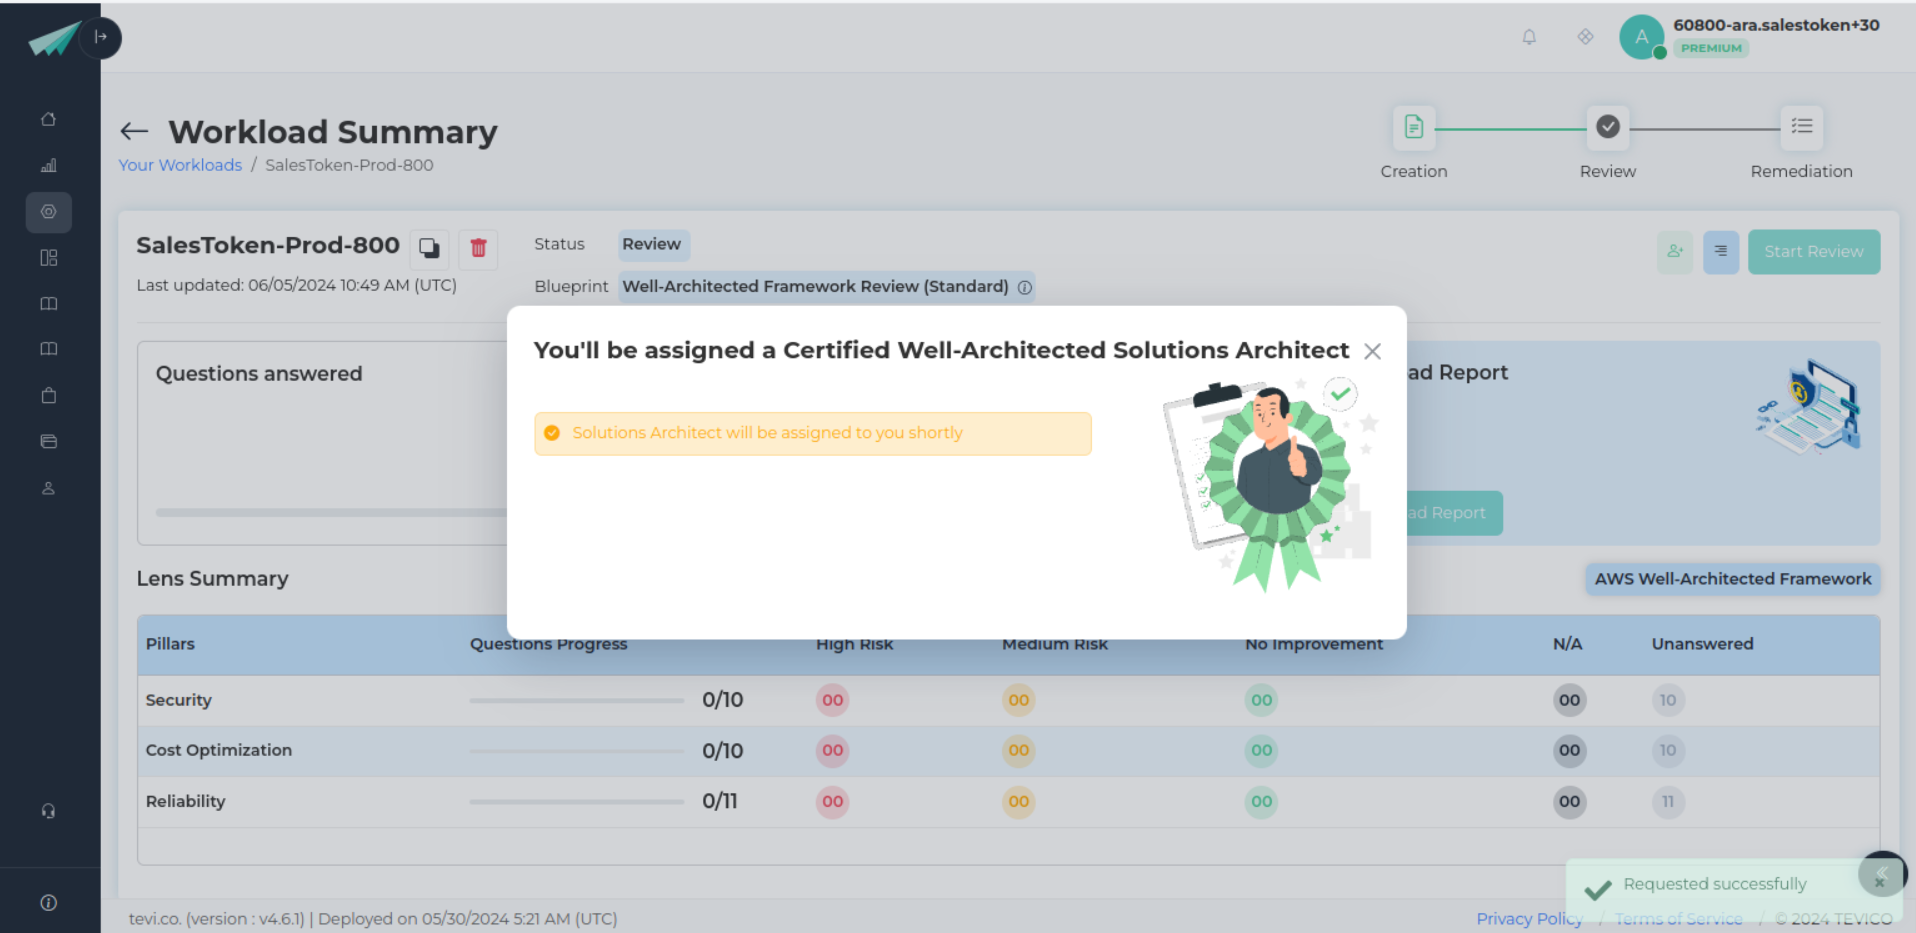 60800-ara.salestoken+30
A
PREMIUM
Workload Summary
Your Workloads / SalesToken-Prod-800
Creation
Review
Remediation
SalesToken-Prod-800
Status Review
Start Review
Last updated: 06/05/2024 10:49 AM (UTC)
Blueprint Well-Architected Framework Review (Standard)
You'll be assigned a Certified Well-Architected Solutions Architect
Questions answered
ad Report
Solutions Architect will be assigned to you shortly
ad Report
Lens Summary
AWS Well-Architected Framework
Pillars Questions Progress High Risk Medium Risk No Improvement N/A Unanswered
Security 0/10 00 00 00 00 10
Cost Optimization 0/10 00 00 00 00 10
Reliability 0/11 00 00 00 00 11
Requested successfully
tevi.co. (version : v4.6.1) | Deployed on 05/30/2024 5:21 AM (UTC)
Privacy Policy / Terms of Service / © 2024 TEVICO